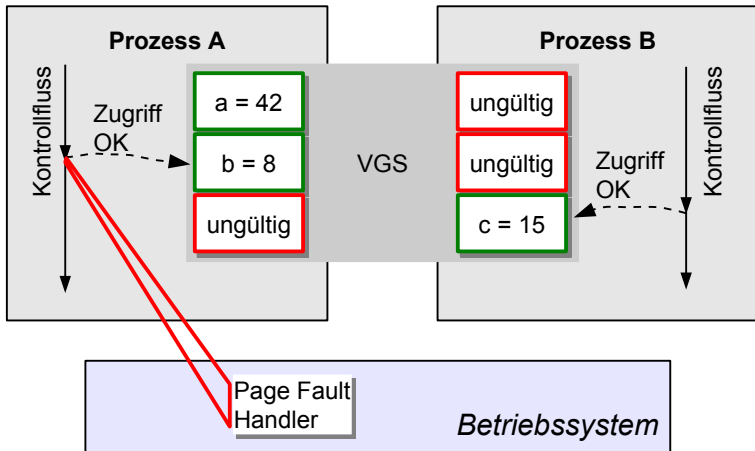 Prozess A
Kontrollfluss
Zugriff
OK
a = 42
b = 8
ungültig
VGS
Prozess B
ungültig
ungültig
c = 15
Zugriff
OK
Kontrollfluss
Page Fault
Handler
Betriebssystem